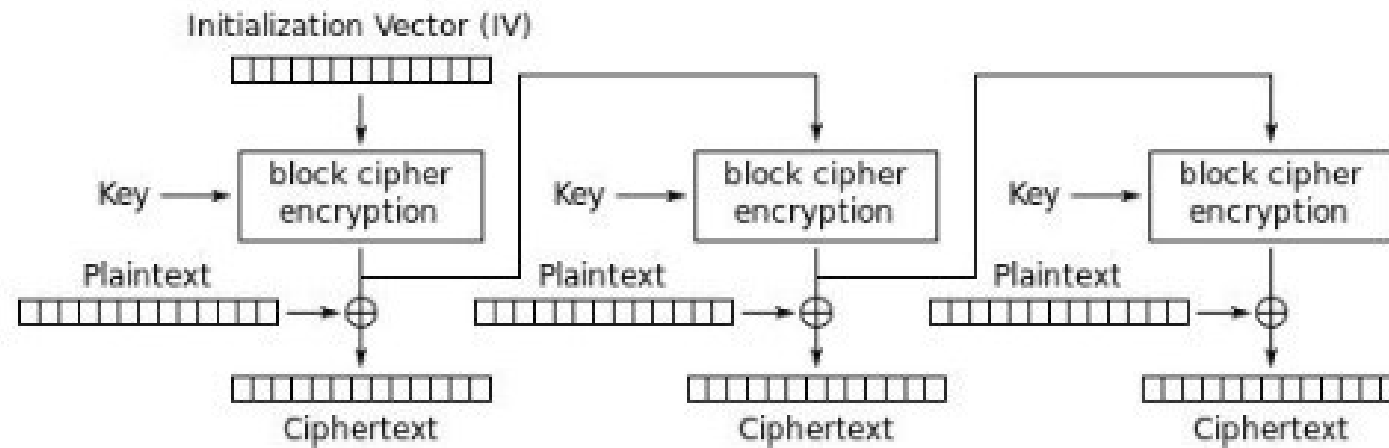 Initialization Vector (IV)
Key
block cipher
encryption
Key
block cipher
encryption
Key
block cipher
encryption
Plaintext
Plaintext
Plaintext
Ciphertext
Ciphertext
Ciphertext